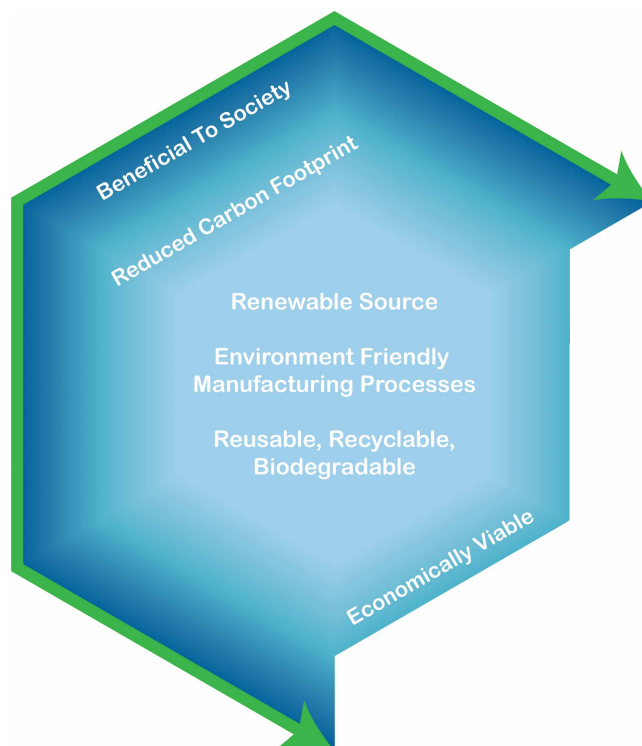 Beneficial To Society
Reduced Carbon Footprint
Renewable Source
Environment Friendly
Manufacturing Processes
Reusable, Recyclable,
Biodegradable
Economically Viable